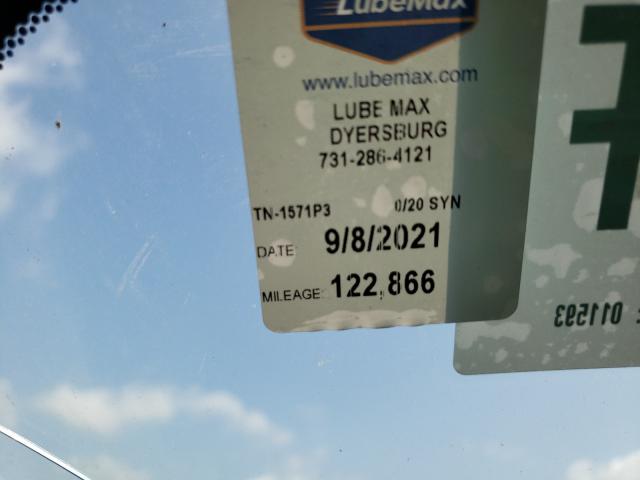 LubeMax
www.lubemax.com
LUBE MAX
DYERSBURG
731-286-4121
TN-1571P3 0/20 SYN
DATE: 9/8/2021
MILEAGE: 122,866
011593